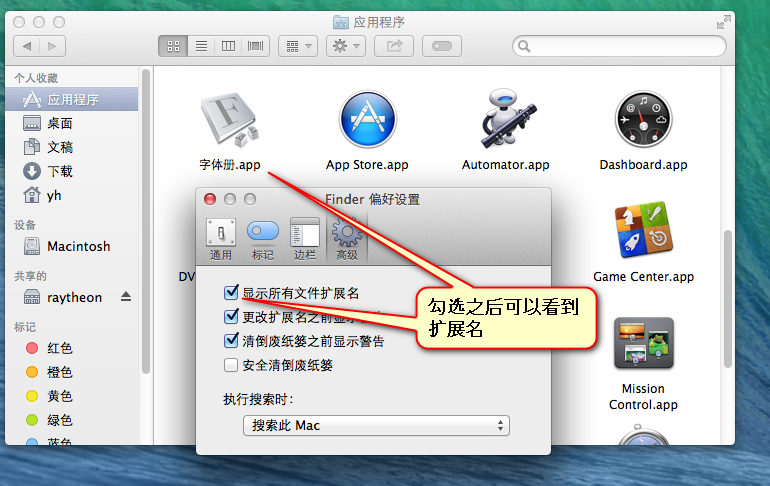 应用程序
个人收藏
应用程序
桌面
文稿
下载
yh
设备
Macintosh
共享的
raytheon
标记
红色
橙色
黄色
绿色
蓝色
字体册.app
App Store.app
Automator.app
Dashboard.app
DV
Game Center.app
Mission
Control.app
Finder 偏好设置
通用
标记
边栏
高级
显示所有文件扩展名
更改扩展名之前显示
清倒废纸篓之前显示警告
安全清倒废纸篓
执行搜索时:
搜索此 Mac
勾选之后可以看到
扩展名